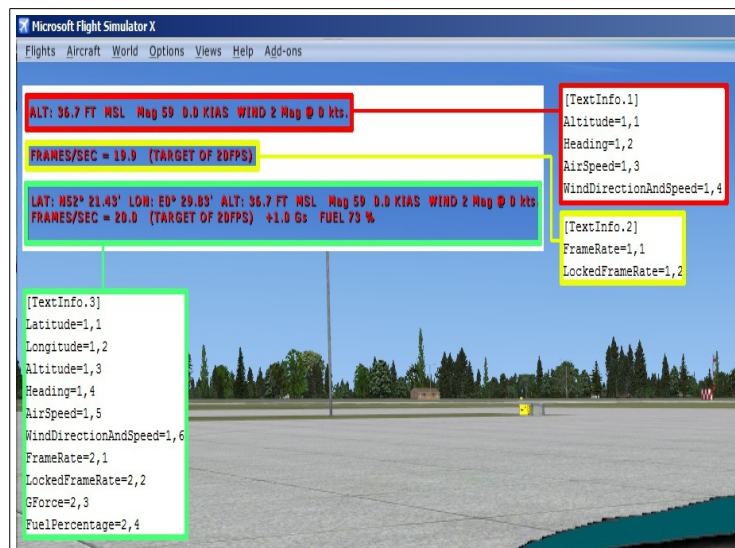 Microsoft Flight Simulator X
Flights Aircraft World Options Views Help Add-ons
ALT: 36.7 FT MSL Mag 59 0.0 KIAS WIND 2 Mag @ 0 kts.
FRAMES/SEC = 19.9 (TARGET OF 20FPS)
LAT: N52° 21.43' LON: E0° 29.83' ALT: 36.7 FT MSL Mag 59 0.0 KIAS WIND 2 Mag @ 0 kts.
FRAMES/SEC = 20.0 (TARGET OF 20FPS) +1.0 Gs FUEL 73 %
[TextInfo.1]
Altitude=1,1
Heading=1,2
AirSpeed=1,3
WindDirectionAndSpeed=1,4
[TextInfo.2]
FrameRate=1,1
LockedFrameRate=1,2
[TextInfo.3]
Latitude=1,1
Longitude=1,2
Altitude=1,3
Heading=1,4
AirSpeed=1,5
WindDirectionAndSpeed=1,6
FrameRate=2,1
LockedFrameRate=2,2
GForce=2,3
FuelPercentage=2,4